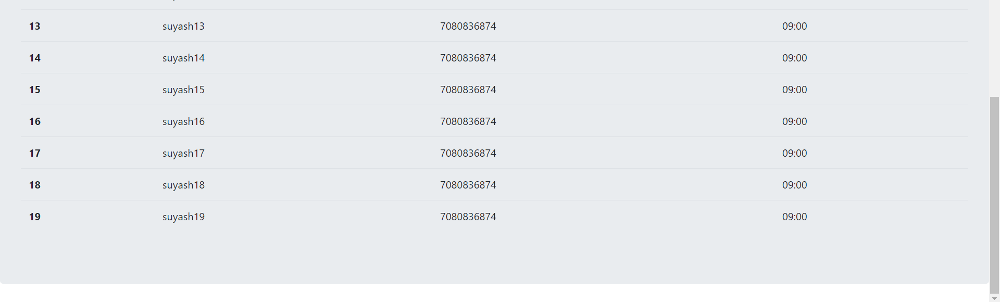 13 suyash13 7080836874 09:00
14 suyash14 7080836874 09:00
15 suyash15 7080836874 09:00
16 suyash16 7080836874 09:00
17 suyash17 7080836874 09:00
18 suyash18 7080836874 09:00
19 suyash19 7080836874 09:00